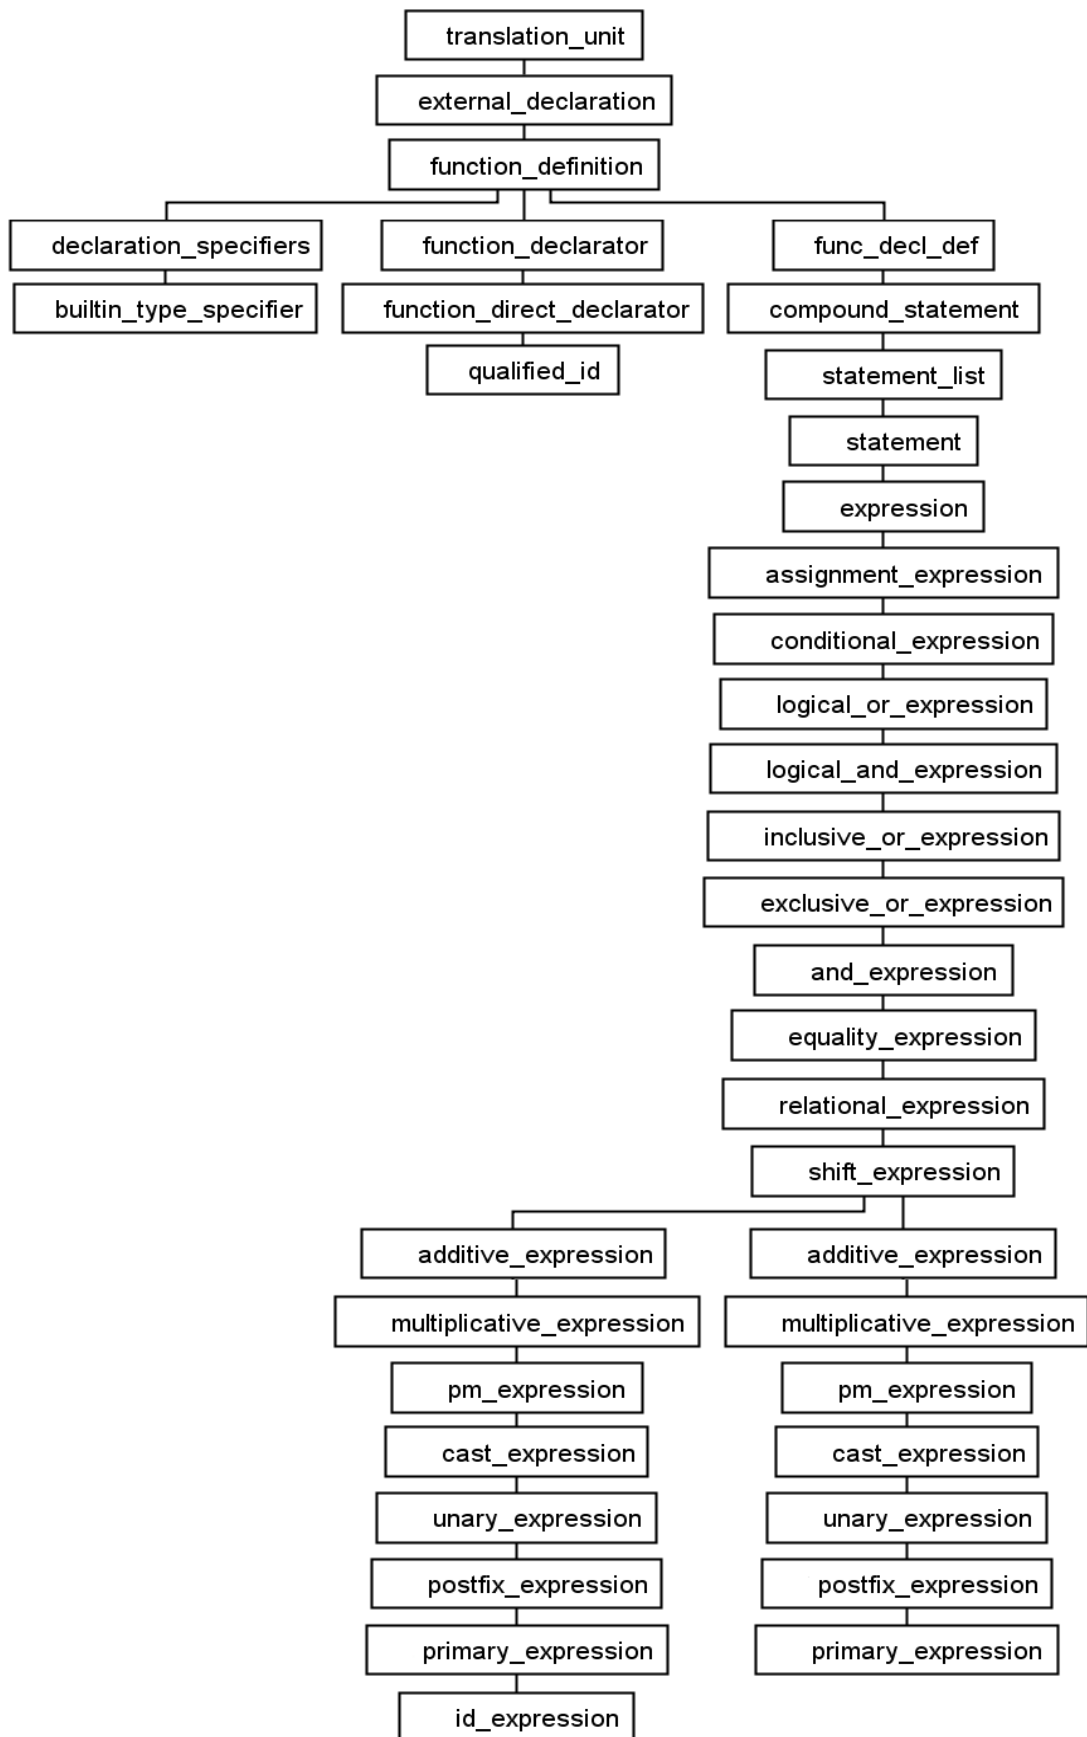 translation_unit
external_declaration
function_definition
declaration_specifiers function_declarator func_decl_def
builtin_type_specifier function_direct_declarator compound_statement
qualified_id statement_list
statement
expression
assignment_expression
conditional_expression
logical_or_expression
logical_and_expression
inclusive_or_expression
exclusive_or_expression
and_expression
equality_expression
relational_expression
shift_expression
additive_expression additive_expression
multiplicative_expression multiplicative_expression
pm_expression pm_expression
cast_expression cast_expression
unary_expression unary_expression
postfix_expression postfix_expression
primary_expression primary_expression
id_expression